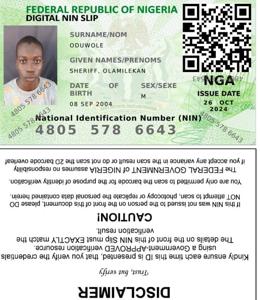 FEDERAL REPUBLIC OF NIGERIA
DIGITAL NIN SLIP
SURNAME/NOM
ODUWOLE
GIVEN NAMES/PRENOMS
SHERIFF, OLAMILEKAN
DATE OF BIRTH
SEX/SEXE
08 SEP 2004
M
NGA
ISSUE DATE
26 OCT 2024
National Identification Number (NIN)
4805 578 6643
DISCLAIMER
Trust, but verify
Kindly ensure each time this ID is presented, that you verify the credentials
using a Government-APPROVED verification resource.
The details on the front of this NIN Slip must EXACTLY match the
verification result.
CAUTION!
If this NIN was not issued to the person on the front of this document, please DO
NOT attempt to scan, photocopy or replicate the personal data contained herein.
You are only permitted to scan the barcode for the purpose of identity verification.
The FEDERAL GOVERNMENT of NIGERIA assumes no responsibility
if you accept any variance in the scan result or do not scan the 2D barcode overleaf